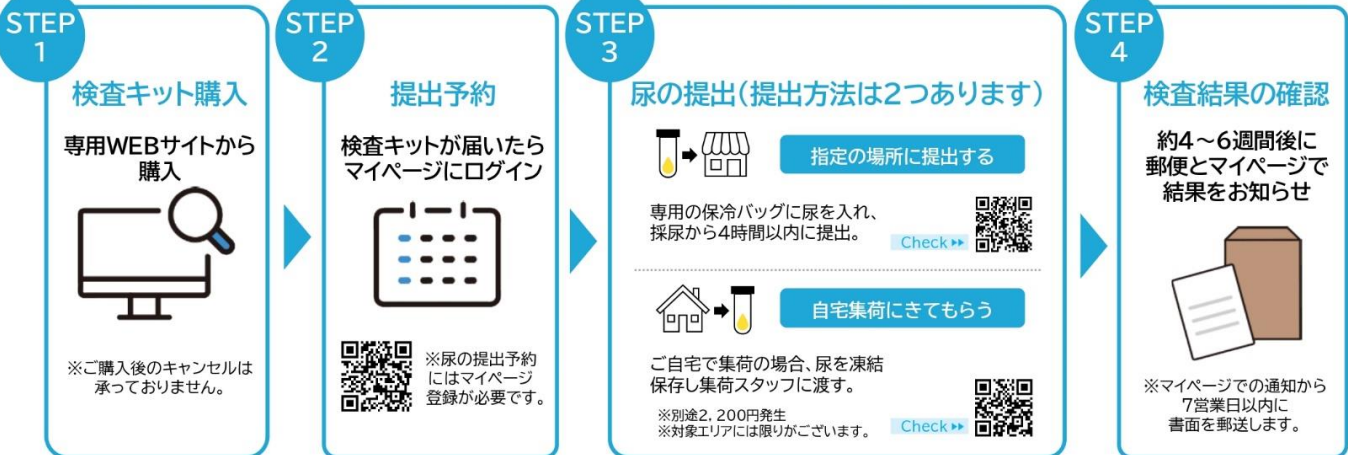 STEP
1
検査キット購入
専用WEBサイトから
購入
※ご購入後のキャンセルは
承っておりません。
STEP
2
提出予約
検査キットが届いたら
マイページにログイン
※尿の提出予約
にはマイページ
登録が必要です。
STEP
3
尿の提出(提出方法は2つあります)
指定の場所に提出する
専用の保冷バッグに尿を入れ、
採尿から4時間以内に提出。
Check
自宅集荷にきてもらう
ご自宅で集荷の場合、尿を凍結
保存し集荷スタッフに渡す。
※別途2,200円発生
※対象エリアには限りがございます。
Check
STEP
4
検査結果の確認
約4～6週間後に
郵便とマイページで
結果をお知らせ
※マイページでの通知から
7営業日以内に
書面を郵送します。